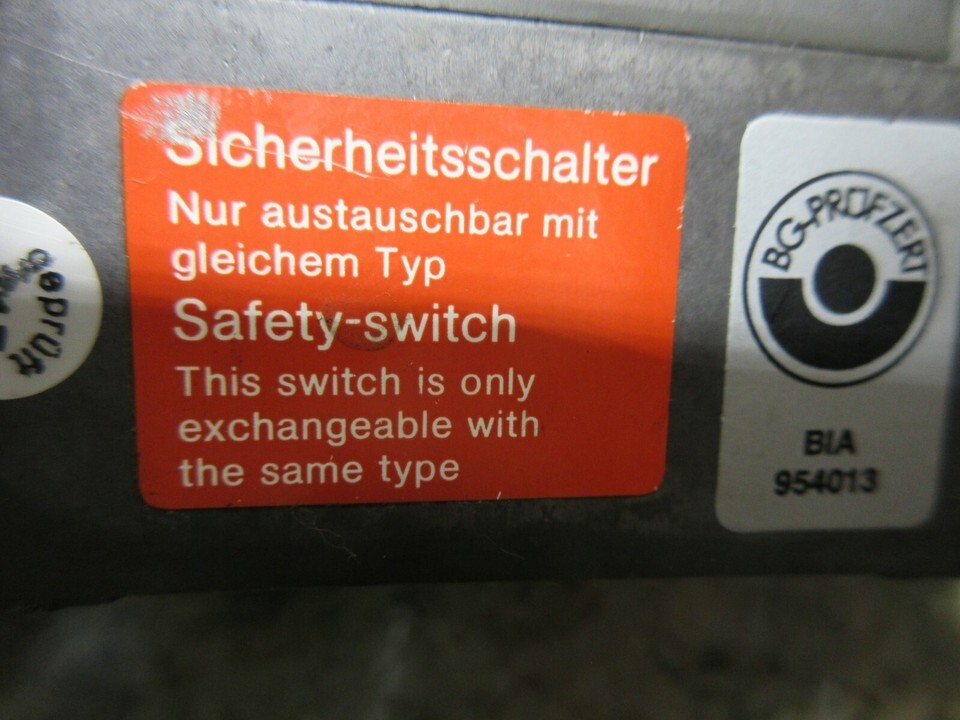 Sicherheitsschalter
Nur austauschbar mit
gleichem Typ
Safety-switch
This switch is only
exchangeable with
the same type
geprüft
BG-PRÜFZERT
BIA
954013